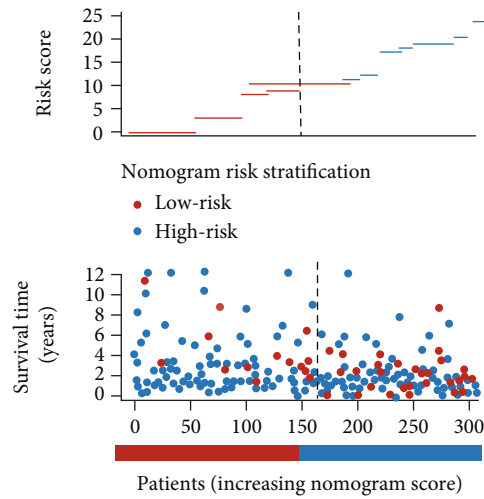 25
20
15
10
5
0
Risk score
Nomogram risk stratification
Low-risk
High-risk
12
10
8
6
4
2
0
Survival time
(years)
0 50 100 150 200 250 300
Patients (increasing nomogram score)